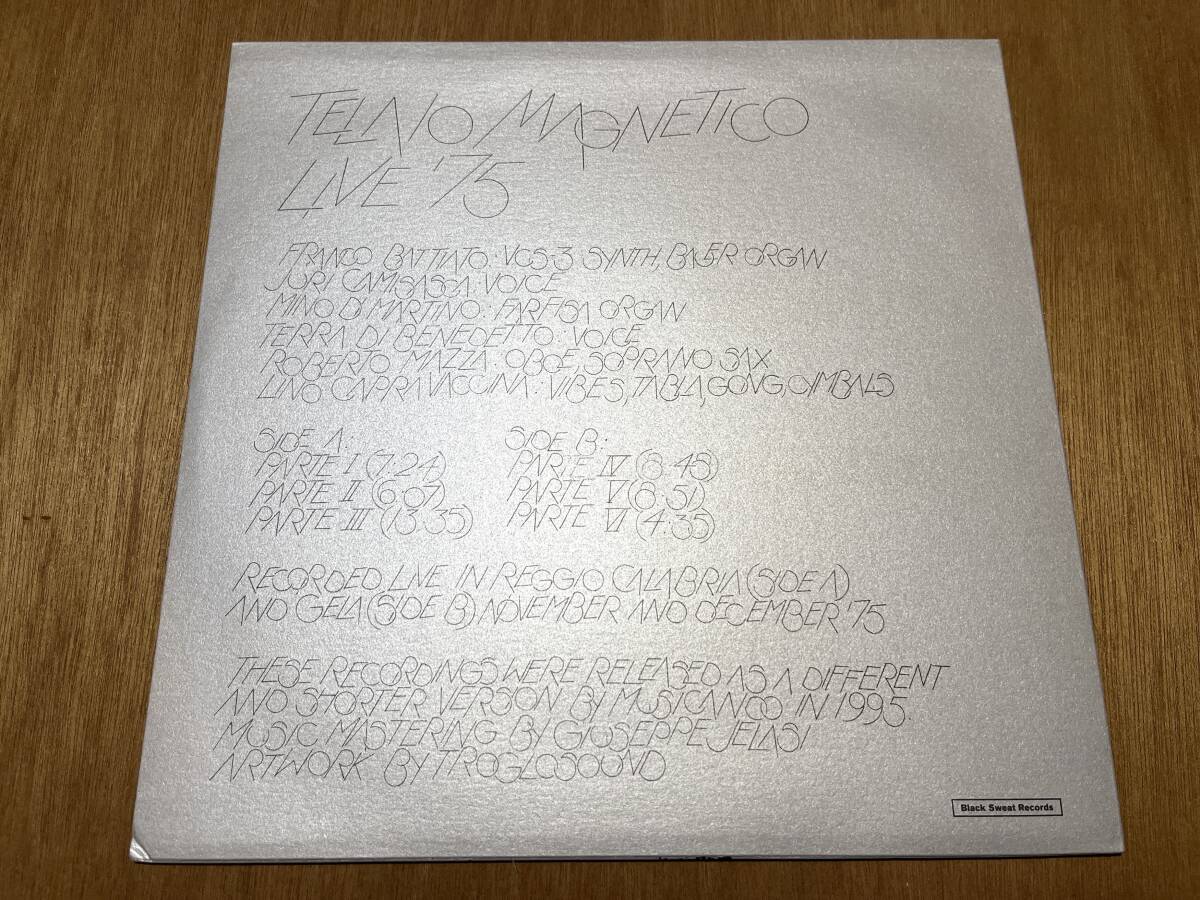 TELAIO MAGNETICO
LIVE '75
FRANCO BATTIATO: VCS-3 SYNTH, BAUER ORGAN
JURI CAMISASCA: VOICE
MINO DI MARTINO: FARFISA ORGAN
TERRA DI BENEDETTO: VOICE
ROBERTO MAZZA: OBOE, SOPRANO SAX
LINO CAPRA VACCINA: VIBES, TABLA, GONG, CYMBALS
SIDE A:
PARTE I (7.24)
PARTE II (6.07)
PARTE III (13.35)
SIDE B:
PARTE IV (6.48)
PARTE V (8.51)
PARTE VI (4:35)
RECORDED LIVE IN REGGIO CALABRIA (SIDE A)
AND GELA (SIDE B) NOVEMBER AND DECEMBER '75
THESE RECORDINGS WERE RELEASED AS A DIFFERENT
AND SHORTER VERSION BY MUSICANDO IN 1995.
MUSIC MASTERING BY GIUSEPPE IELASI
ARTWORK BY TROGLOSOUND
Black Sweat Records